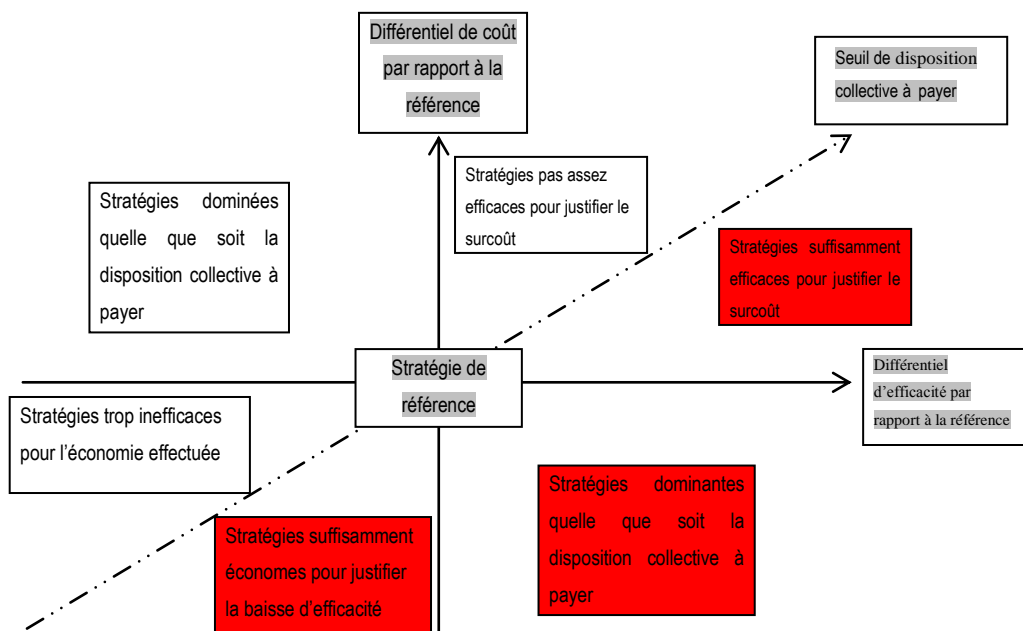 Différentiel de coût
par rapport à la
référence
Seuil de disposition
collective à payer
Stratégies pas assez
efficaces pour justifier le
surcoût
Stratégies dominées
quelle que soit la
disposition collective à
payer
Stratégies suffisamment
efficaces pour justifier le
surcoût
Stratégie de
référence
Différentiel
d'efficacité par
rapport à la référence
Stratégies trop inefficaces
pour l'économie effectuée
Stratégies dominantes
quelle que soit la
disposition collective à
payer
Stratégies suffisamment
économes pour justifier
la baisse d'efficacité